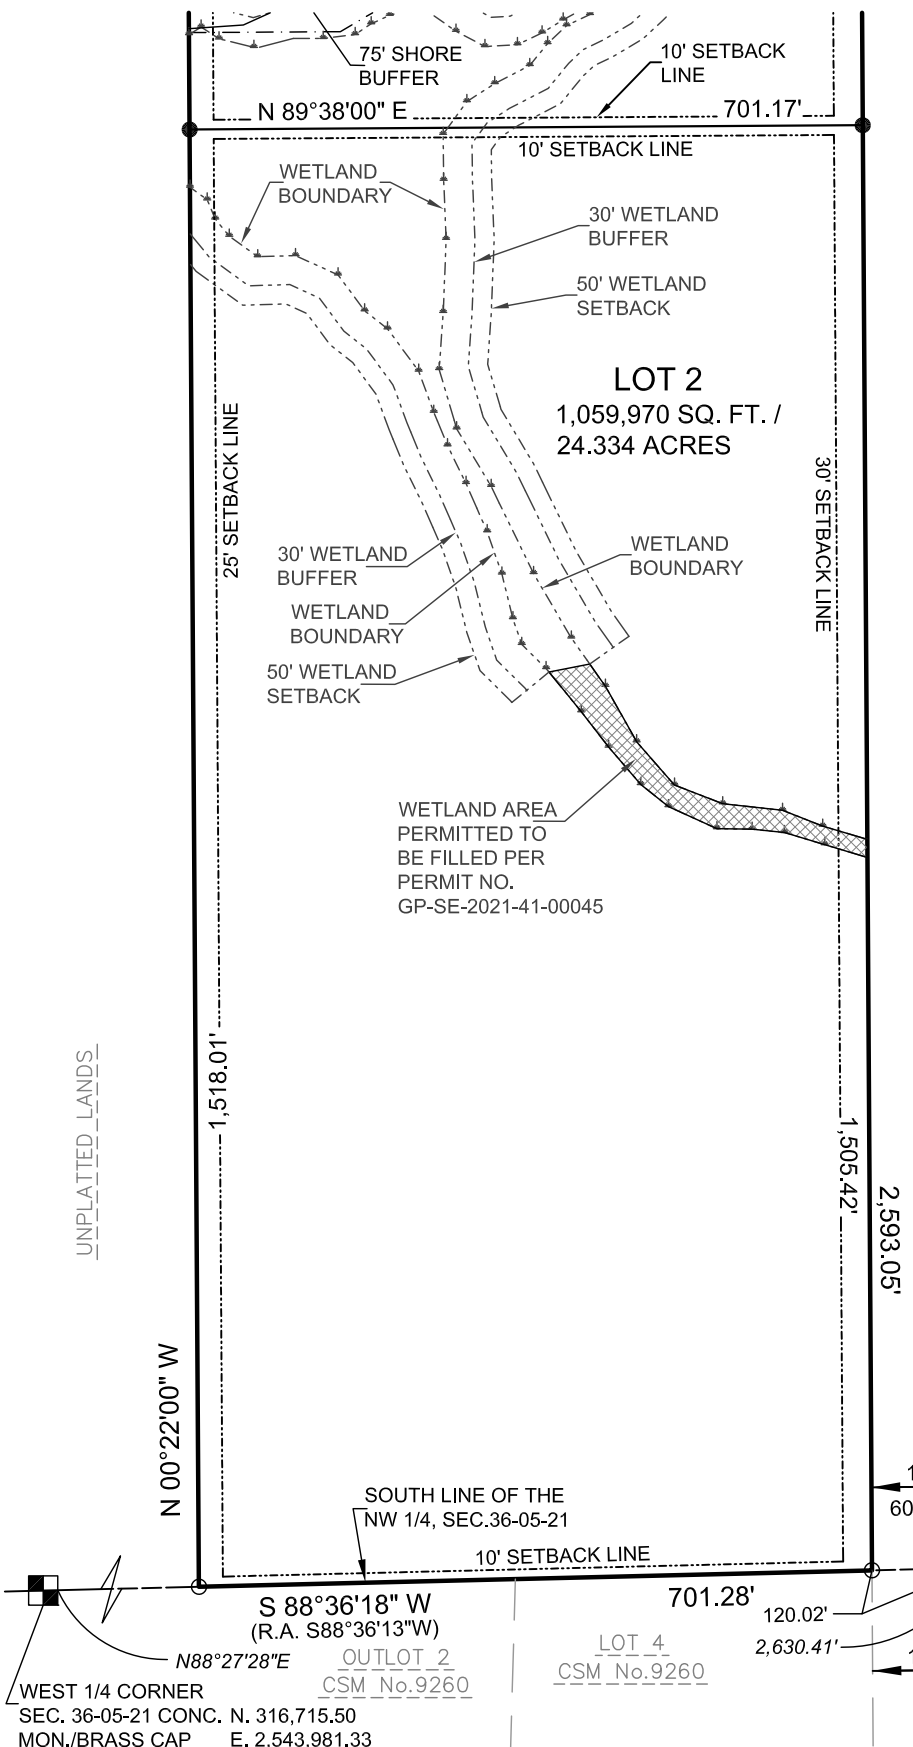 75' SHORE
BUFFER
10' SETBACK
LINE
N 89°38'00" E
701.17'
10' SETBACK LINE
WETLAND
BOUNDARY
30' WETLAND
BUFFER
50' WETLAND
SETBACK
LOT 2
1,059,970 SQ. FT. /
24.334 ACRES
25' SETBACK LINE
30' SETBACK LINE
30' WETLAND
BUFFER
WETLAND
BOUNDARY
WETLAND
BOUNDARY
50' WETLAND
SETBACK
WETLAND AREA
PERMITTED TO
BE FILLED PER
PERMIT NO.
GP-SE-2021-41-00045
1,518.01'
UNPLATTED LANDS
1,505.42'
2,593.05'
N 00°22'00" W
SOUTH LINE OF THE
NW 1/4, SEC.36-05-21
60
10' SETBACK LINE
S 88°36'18" W
701.28'
(R.A. S88°36'13"W)
120.02'
2,630.41'
N88°27'28"E
OUTLOT 2
CSM No.9260
LOT 4
CSM No.9260
WEST 1/4 CORNER
SEC. 36-05-21 CONC. N. 316,715.50
MON./BRASS CAP E. 2,543,981.33